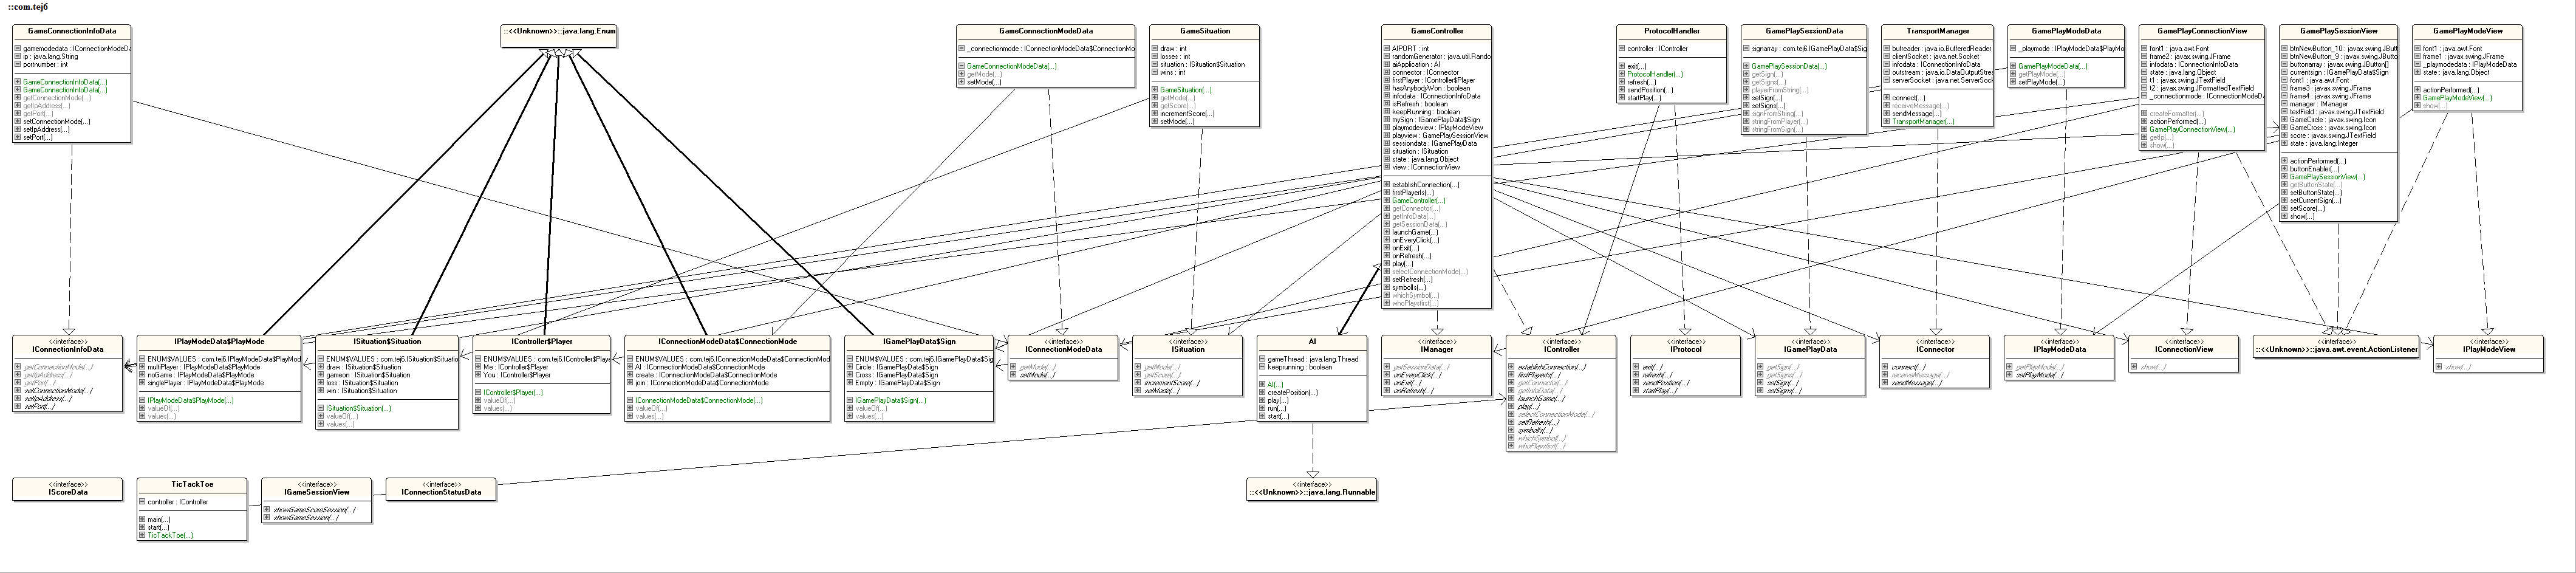 ::com.tej6
GameConnectionInfoData
gamemodedata : IConnectionModeD
ip : java.lang.String
portnumber : int
GameConnectionInfoData(...)
GameConnectionInfoData(...)
getConnectionMode(...)
getIpAddress(...)
getPort(...)
setConnectionMode(...)
setIpAddress(...)
setPort(...)
::<<Unknown>>::java.lang.Enum
GameConnectionModeData
_connectionmode : IConnectionModeData$ConnectionMo
GameConnectionModeData(...)
getMode(...)
setMode(...)
GameSituation
draw : int
losses : int
situation : ISituation$Situation
wins : int
GameSituation(...)
getMode(...)
getScore(...)
incrementScore(...)
setMode(...)
GameController
AIPORT : int
randomGenerator : java.util.Rando
aiApplication : AI
connector : IConnector
firstPlayer : IController$Player
hasAnybodyWon : boolean
infodata : IConnectionInfoData
isRefresh : boolean
keepRunning : boolean
mySign : IGamePlayData$Sign
playmodeview : IPlayModeView
playview : GamePlaySessionView
sessiondata : IGamePlayData
situation : ISituation
state : java.lang.Object
view : IConnectionView
establishConnection(...)
firstPlayerIs(...)
GameController(...)
getConnector(...)
getInfoData(...)
getSessionData(...)
launchGame(...)
onEveryClick(...)
onExit(...)
onRefresh(...)
play(...)
selectConnectionMode(...)
setRefresh(...)
symbolIs(...)
whichSymbol(...)
whoPlaysfirst(...)
ProtocolHandler
controller : IController
exit(...)
ProtocolHandler(...)
refresh(...)
sendPosition(...)
startPlay(...)
GamePlaySessionData
signarray : com.tej6.IGamePlayData$Sig
GamePlaySessionData(...)
getSign(...)
getSigns(...)
playerFromString(...)
setSign(...)
setSigns(...)
signFromString(...)
stringFromPlayer(...)
stringFromSign(...)
TransportManager
bufreader : java.io.BufferedReader
clientSocket : java.net.Socket
infodata : IConnectionInfoData
outstream : java.io.DataOutputStrea
serverSocket : java.net.ServerSock
connect(...)
receiveMessage(...)
sendMessage(...)
TransportManager(...)
GamePlayModeData
_playmode : IPlayModeData$PlayMo
GamePlayModeData(...)
getPlayMode(...)
setPlayMode(...)
GamePlayConnectionView
font1 : java.awt.Font
frame2 : javax.swing.JFrame
infodata : IConnectionInfoData
state : java.lang.Object
t1 : javax.swing.JTextField
t2 : javax.swing.JFormattedTextField
_connectionmode : IConnectionModeDa
createFormatter(...)
actionPerformed(...)
GamePlayConnectionView(...)
getIp(...)
show(...)
GamePlaySessionView
btnNewButton_10 : javax.swing.JButt
btnNewButton_9 : javax.swing.JButto
buttonarray : javax.swing.JButton[]
currentsign : IGamePlayData$Sign
font1 : java.awt.Font
frame3 : javax.swing.JFrame
frame4 : javax.swing.JFrame
manager : IManager
textField : javax.swing.JTextField
GameCircle : javax.swing.Icon
GameCross : javax.swing.Icon
score : javax.swing.JTextField
state : java.lang.Integer
actionPerformed(...)
buttonEnabler(...)
GamePlaySessionView(...)
getButtonState(...)
setButtonState(...)
setCurrentSign(...)
setScore(...)
show(...)
GamePlayModeView
font1 : java.awt.Font
frame1 : javax.swing.JFrame
_playmodedata : IPlayModeData
state : java.lang.Object
actionPerformed(...)
GamePlayModeView(...)
show(...)
<<interface>>
IConnectionInfoData
getConnectionMode(...)
getIpAddress(...)
getPort(...)
setConnectionMode(...)
setIpAddress(...)
setPort(...)
IPlayModeData$PlayMode
ENUM$VALUES : com.tej6.IPlayModeData$PlayMod
multiPlayer : IPlayModeData$PlayMode
noGame : IPlayModeData$PlayMode
singlePlayer : IPlayModeData$PlayMode
IPlayModeData$PlayMode(...)
valueOf(...)
values(...)
ISituation$Situation
ENUM$VALUES : com.tej6.ISituation$Situatio
draw : ISituation$Situation
gameon : ISituation$Situation
loss : ISituation$Situation
win : ISituation$Situation
ISituation$Situation(...)
valueOf(...)
values(...)
IController$Player
ENUM$VALUES : com.tej6.IController$Playe
Me : IController$Player
You : IController$Player
IController$Player(...)
valueOf(...)
values(...)
IConnectionModeData$ConnectionMode
ENUM$VALUES : com.tej6.IConnectionModeData$ConnectionMod
AI : IConnectionModeData$ConnectionMode
create : IConnectionModeData$ConnectionMode
join : IConnectionModeData$ConnectionMode
IConnectionModeData$ConnectionMode(...)
valueOf(...)
values(...)
IGamePlayData$Sign
ENUM$VALUES : com.tej6.IGamePlayData$Sig
Circle : IGamePlayData$Sign
Cross : IGamePlayData$Sign
Empty : IGamePlayData$Sign
IGamePlayData$Sign(...)
valueOf(...)
values(...)
<<interface>>
IConnectionModeData
getMode(...)
setMode(...)
<<interface>>
ISituation
getMode(...)
getScore(...)
incrementScore(...)
setMode(...)
AI
gameThread : java.lang.Thread
keeprunning : boolean
AI(...)
createPosition(...)
play(...)
run(...)
start(...)
<<interface>>
IManager
getSessionData(...)
onEveryClick(...)
onExit(...)
onRefresh(...)
<<interface>>
IController
establishConnection(...)
firstPlayerIs(...)
getConnector(...)
getInfoData(...)
launchGame(...)
play(...)
selectConnectionMode(...)
setRefresh(...)
symbolIs(...)
whichSymbol(...)
whoPlaysfirst(...)
<<interface>>
IProtocol
exit(...)
refresh(...)
sendPosition(...)
startPlay(...)
<<interface>>
IGamePlayData
getSign(...)
getSigns(...)
setSign(...)
setSigns(...)
<<interface>>
IConnector
connect(...)
receiveMessage(...)
sendMessage(...)
<<interface>>
IPlayModeData
getPlayMode(...)
setPlayMode(...)
<<interface>>
IConnectionView
show(...)
<<interface>>
::<<Unknown>>::java.awt.event.ActionListener
<<interface>>
IPlayModeView
show(...)
<<interface>>
IScoreData
TicTackToe
controller : IController
main(...)
start(...)
TicTackToe(...)
<<interface>>
IGameSessionView
showGameScoreSession(...)
showGameSession(...)
<<interface>>
IConnectionStatusData
<<interface>>
::<<Unknown>>::java.lang.Runnable